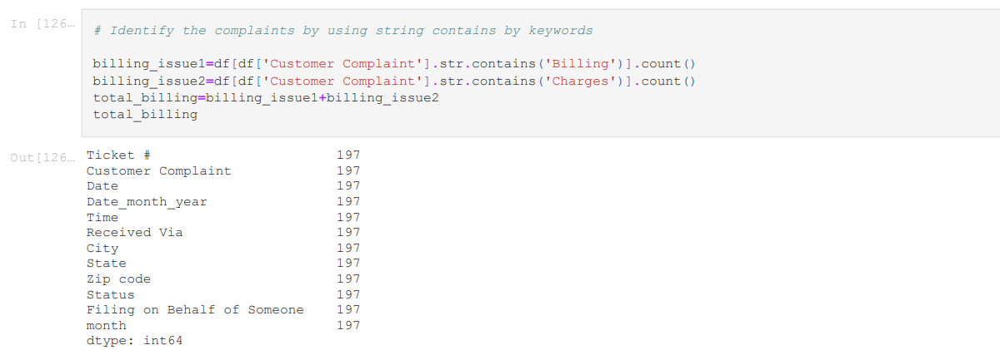 In [126…
# Identify the complaints by using string contains by keywords
billing_issue1=df[df['Customer Complaint'].str.contains('Billing')].count()
billing_issue2=df[df['Customer Complaint'].str.contains('Charges')].count()
total_billing=billing_issue1+billing_issue2
total_billing
Out[126…
Ticket # 197
Customer Complaint 197
Date 197
Date_month_year 197
Time 197
Received Via 197
City 197
State 197
Zip code 197
Status 197
Filing on Behalf of Someone 197
month 197
dtype: int64